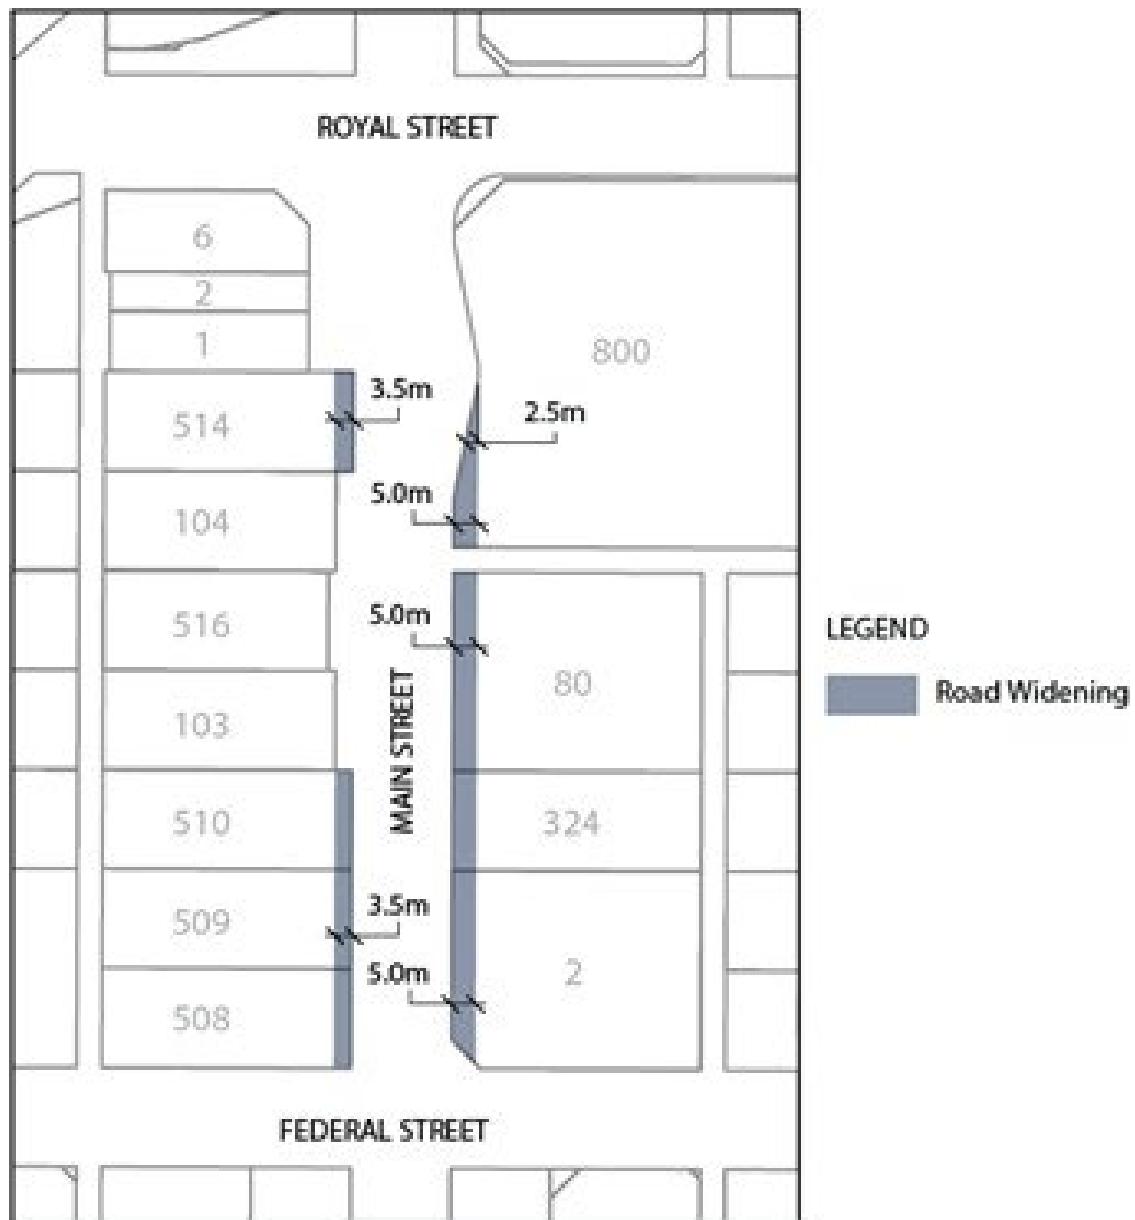 ROYAL STREET
6
2
1
800
3.5m
2.5m
514
5.0m
104
5.0m
516
LEGEND
80
Road Widening
103
MAIN STREET
510
324
3.5m
509
5.0m
2
508
FEDERAL STREET